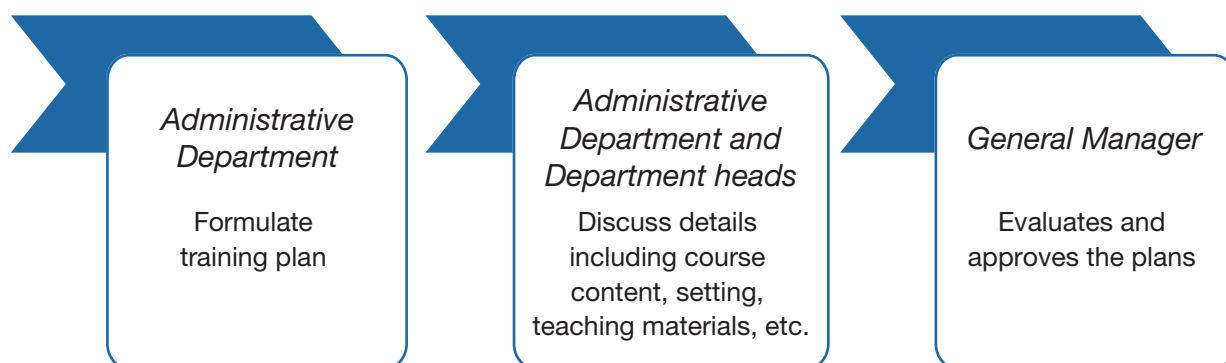 Administrative
Department
Formulate
training plan
Administrative
Department and
Department heads
Discuss details
including course
content, setting,
teaching materials, etc.
General Manager
Evaluates and
approves the plans